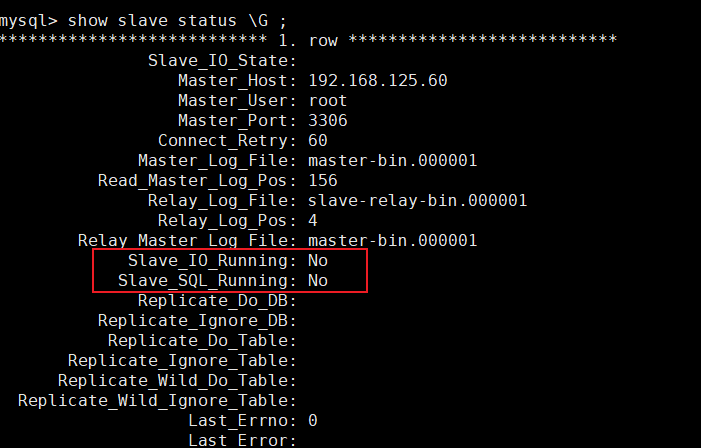 mysql> show slave status \G ;
*************************** 1. row ***************************
Slave_IO_State:
Master_Host: 192.168.125.60
Master_User: root
Master_Port: 3306
Connect_Retry: 60
Master_Log_File: master-bin.000001
Read_Master_Log_Pos: 156
Relay_Log_File: slave-relay-bin.000001
Relay_Log_Pos: 4
Relay_Master_Log_File: master-bin.000001
Slave_IO_Running: No
Slave_SQL_Running: No
Replicate_Do_DB:
Replicate_Ignore_DB:
Replicate_Do_Table:
Replicate_Ignore_Table:
Replicate_Wild_Do_Table:
Replicate_Wild_Ignore_Table:
Last_Errno: 0
Last_Error: